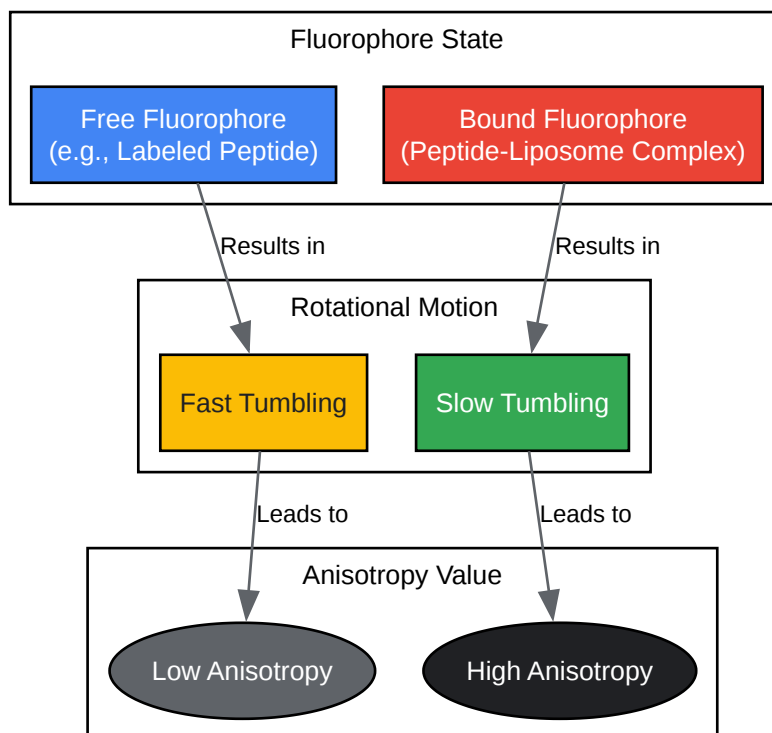 Fluorophore State
Free Fluorophore
(e.g., Labeled Peptide)
Bound Fluorophore
(Peptide-Liposome Complex)
Results in
Results in
Rotational Motion
Fast Tumbling
Slow Tumbling
Leads to
Leads to
Anisotropy Value
Low Anisotropy
High Anisotropy